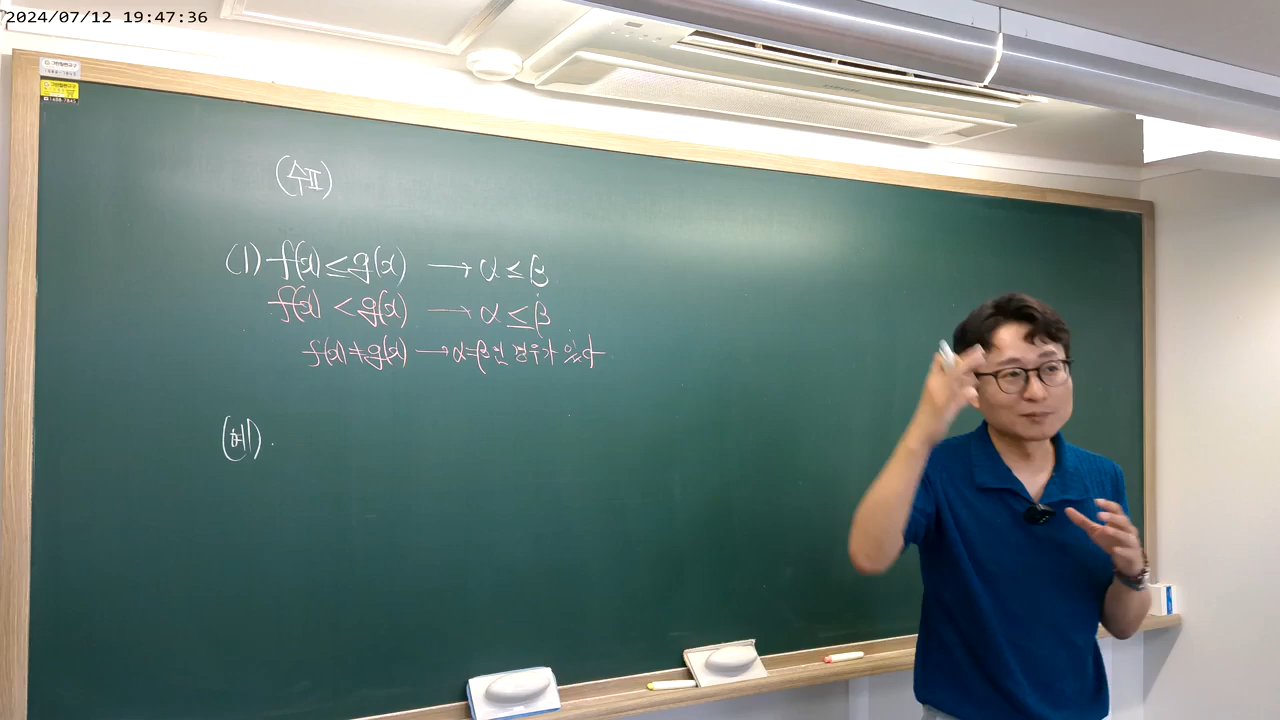 2024/07/12 19:47:36
(수Ⅱ)
(1) f(x) ≤ g(x) → α ≤ β
f(x) < g(x) → α ≤ β
f(x) ≠ g(x) → α=β인 경우가 있다
(예).